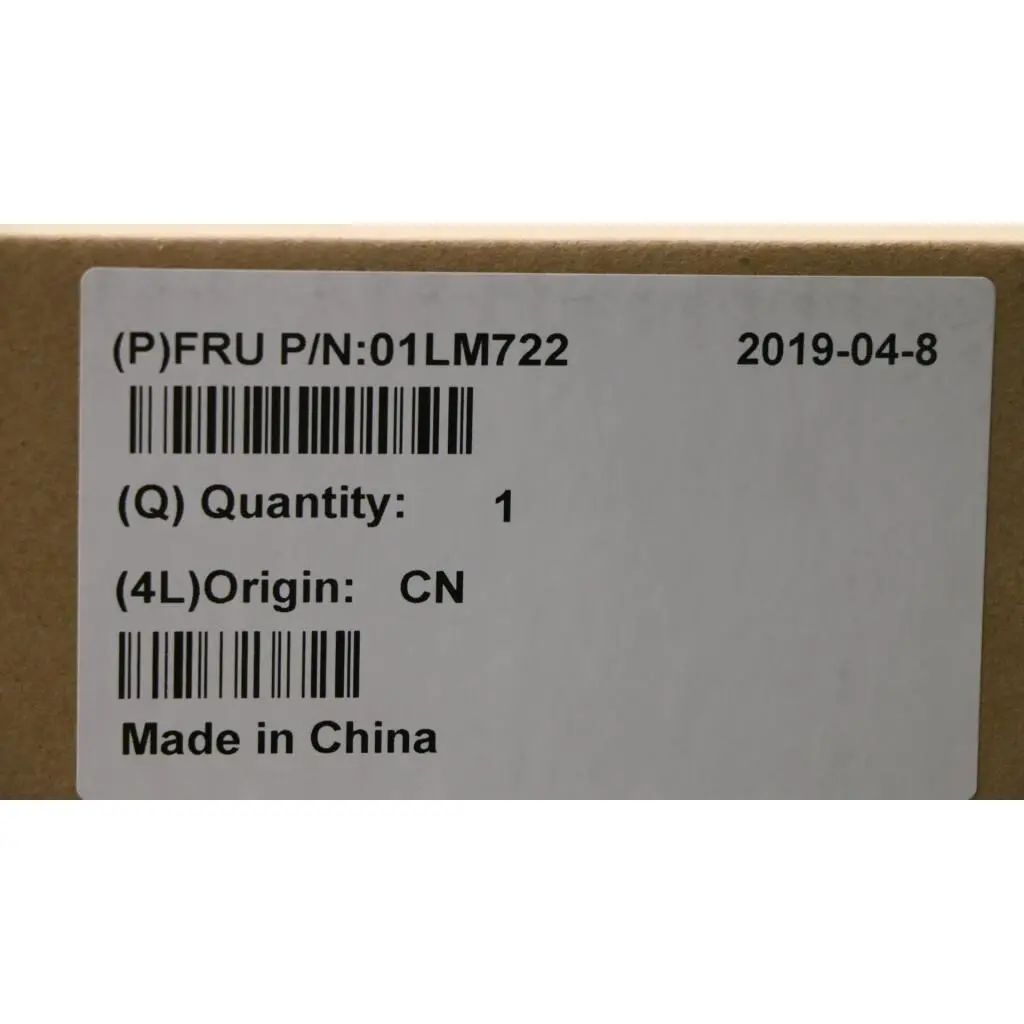 (P)FRU P/N:01LM722 2019-04-8
(Q) Quantity: 1
(4L)Origin: CN
Made in China